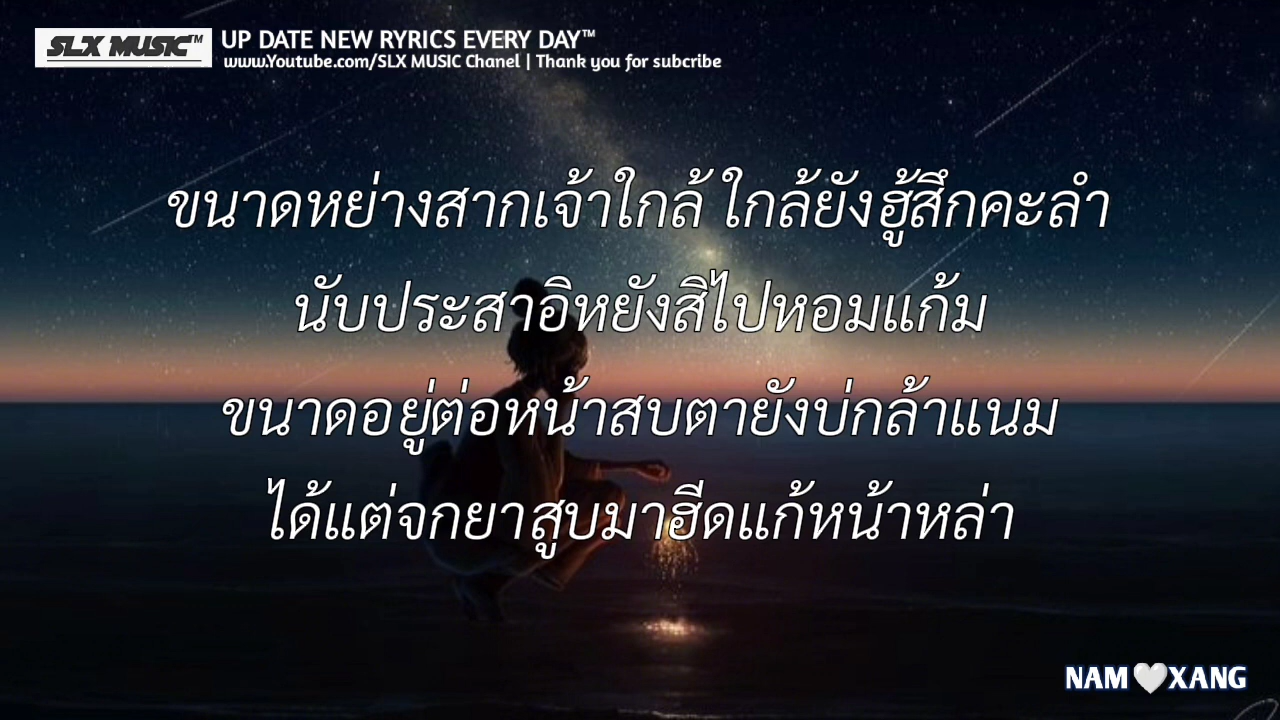 SLX MUSIC™
UP DATE NEW RYRICS EVERY DAY™
www.Youtube.com/SLX MUSIC Chanel | Thank you for subcribe
ขนาดหย่างสากเจ้าใกล้ ใกล้ยังฮู้สึกคะลำ
นับประสาอิหยังสิไปหอมแก้ม
ขนาดอยู่ต่อหน้าสบตายังบ่กล้าแนม
ได้แต่จกยาสูบมาฮีดแก้หน้าหล่า
NAM🤍XANG